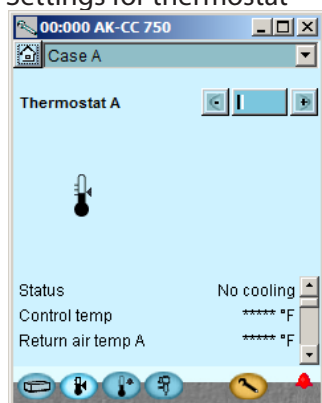 Settings for thermostat
00:000 AK-CC 750
Case A
Thermostat A
Status No cooling
Control temp ***** °F
Return air temp A ***** °F